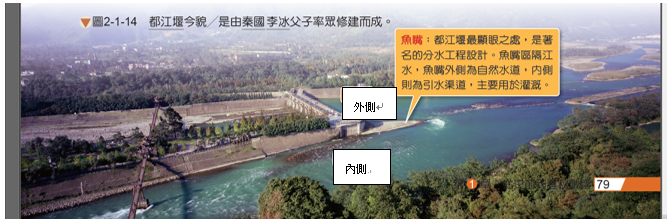 ▼圖2-1-14 都江堰今貌╱是由秦國李冰父子率眾修建而成。
魚嘴：都江堰最顯眼之處，是著
名的分水工程設計。魚嘴區隔江
水，魚嘴外側為自然水道，內側
則為引水渠道，主要用於灌溉。
外側
內側
1
79